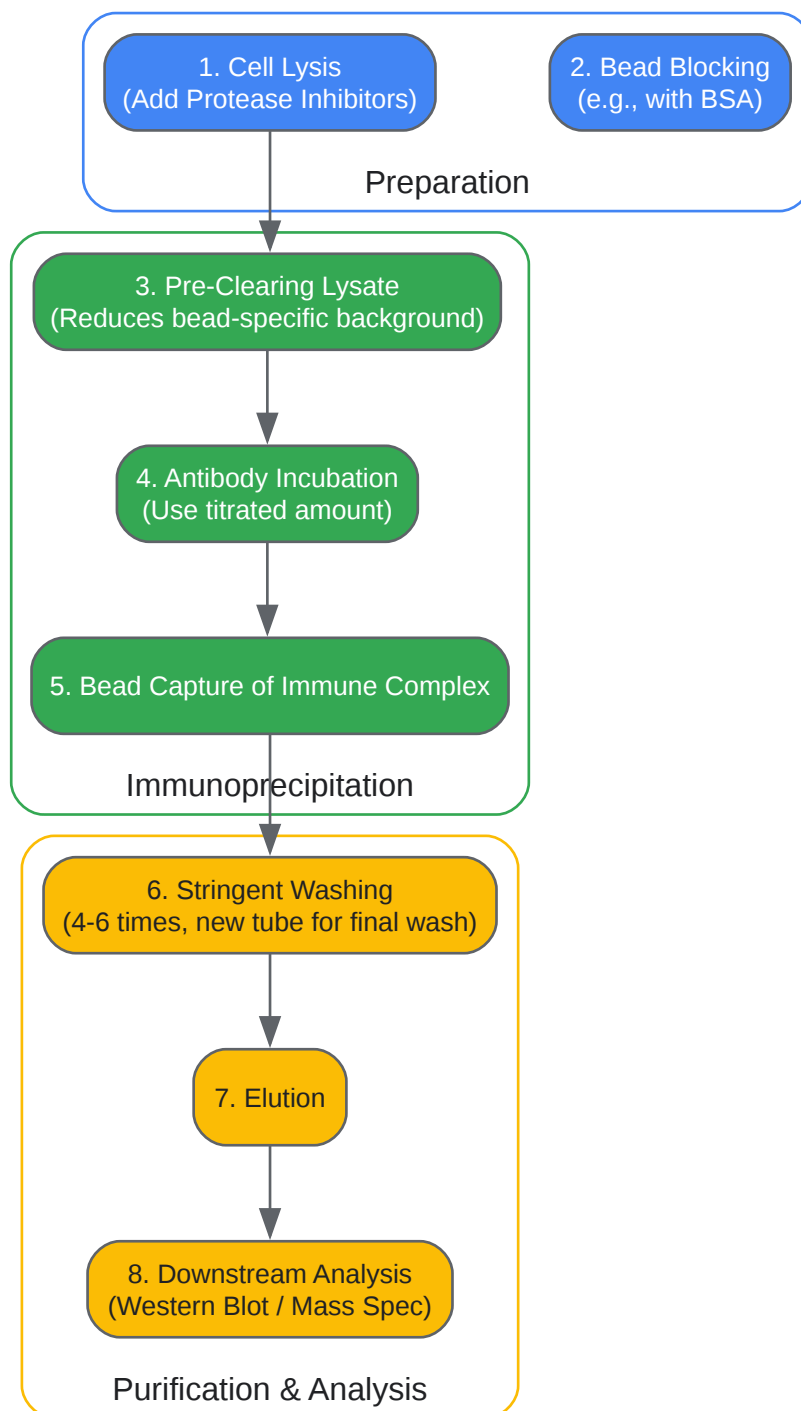 1. Cell Lysis
(Add Protease Inhibitors)
2. Bead Blocking
(e.g., with BSA)
Preparation
3. Pre-Clearing Lysate
(Reduces bead-specific background)
4. Antibody Incubation
(Use titrated amount)
5. Bead Capture of Immune Complex
Immunoprecipitation
6. Stringent Washing
(4-6 times, new tube for final wash)
7. Elution
8. Downstream Analysis
(Western Blot / Mass Spec)
Purification & Analysis